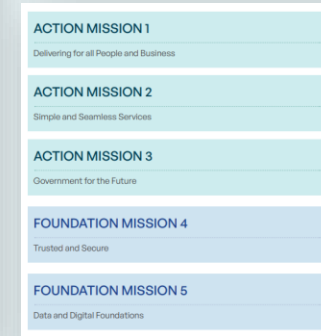 ACTION MISSION 1
Delivering for all People and Business
ACTION MISSION 2
Simple and Seamless Services
ACTION MISSION 3
Government for the Future
FOUNDATION MISSION 4
Trusted and Secure
FOUNDATION MISSION 5
Data and Digital Foundations